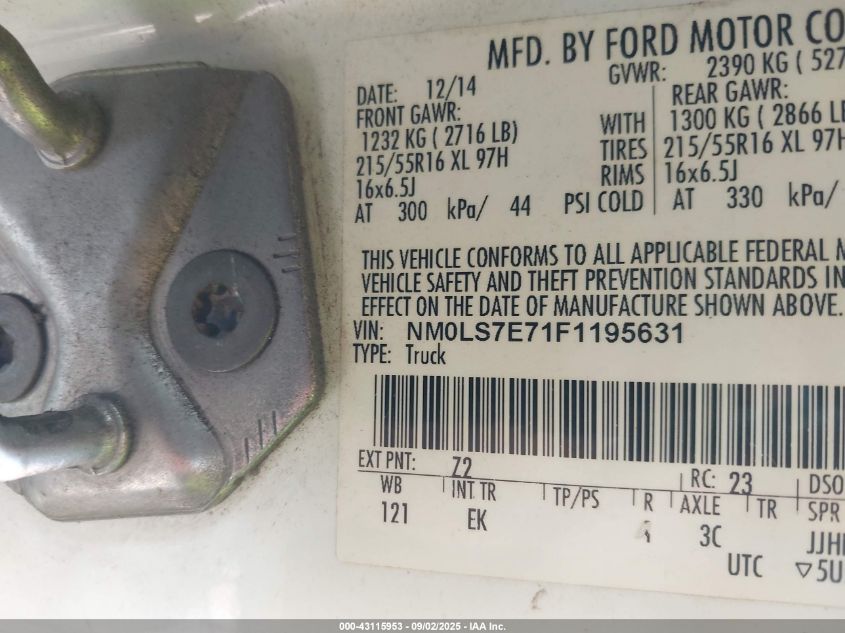 MFD. BY FORD MOTOR CO
DATE: 12/14
GVWR: 2390 KG ( 527
FRONT GAWR:
1232 KG ( 2716 LB)
215/55R16 XL 97H
16x6.5J
AT 300 kPa/ 44 PSI COLD
WITH
TIRES
RIMS
REAR GAWR:
1300 KG ( 2866 LB
215/55R16 XL 97H
16x6.5J
AT 330 kPa/
THIS VEHICLE CONFORMS TO ALL APPLICABLE FEDERAL M
VEHICLE SAFETY AND THEFT PREVENTION STANDARDS IN
EFFECT ON THE DATE OF MANUFACTURE SHOWN ABOVE.
VIN: NM0LS7E71F1195631
TYPE: Truck
EXT PNT: Z2 RC: 23 DSO
WB INT TR TP/PS R AXLE TR SPR
121 EK 3C JJH
UTC ▽5U
000-43115953 - 09/02/2025 - IAA Inc.